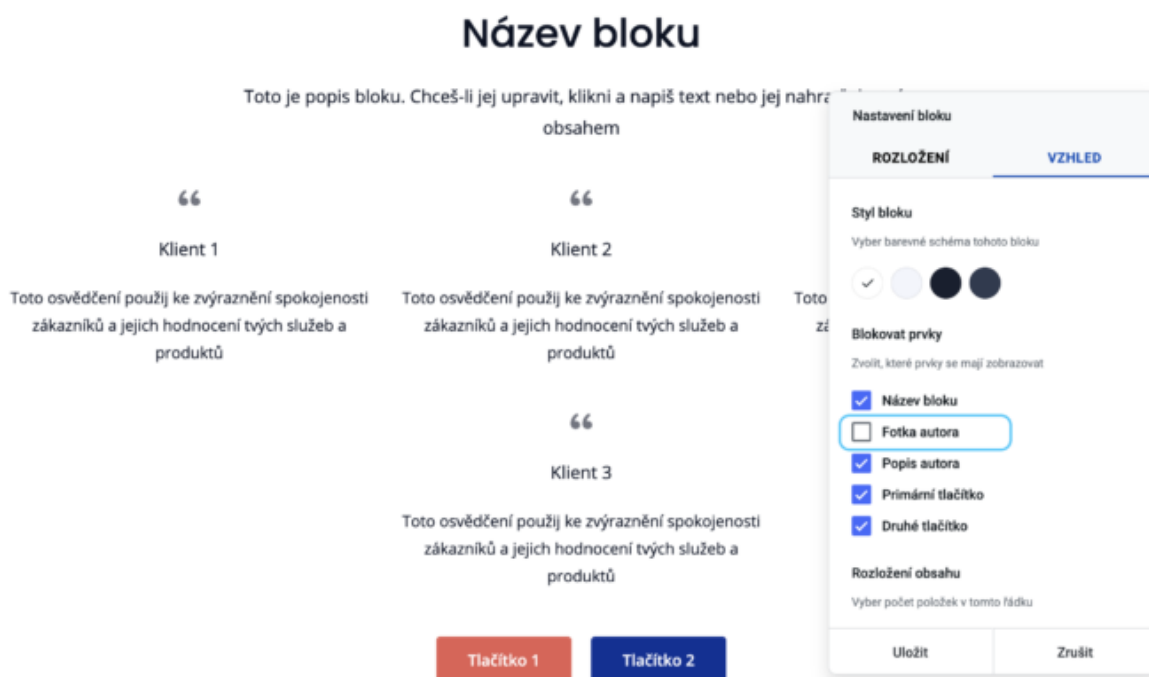 Název bloku
Toto je popis bloku. Chceš-li jej upravit, klikni a napiš text nebo jej
obsahem
“
Klient 1
Toto osvědčení použij ke zvýraznění spokojenosti
zákazníků a jejich hodnocení tvých služeb a
produktů
“
Klient 2
Toto osvědčení použij ke zvýraznění spokojenosti
zákazníků a jejich hodnocení tvých služeb a
produktů
Toto
“
Klient 3
Toto osvědčení použij ke zvýraznění spokojenosti
zákazníků a jejich hodnocení tvých služeb a
produktů
Tlačítko 1
Tlačítko 2
Nastavení bloku
ROZLOŽENÍ
VZHLED
Styl bloku
Vyber barevné schéma tohoto bloku
Blokovat prvky
Zvolit, které prvky se mají zobrazovat
Název bloku
Fotka autora
Popis autora
Primární tlačítko
Druhé tlačítko
Rozložení obsahu
Vyber počet položek v tomto řádku
Uložit
Zrušit